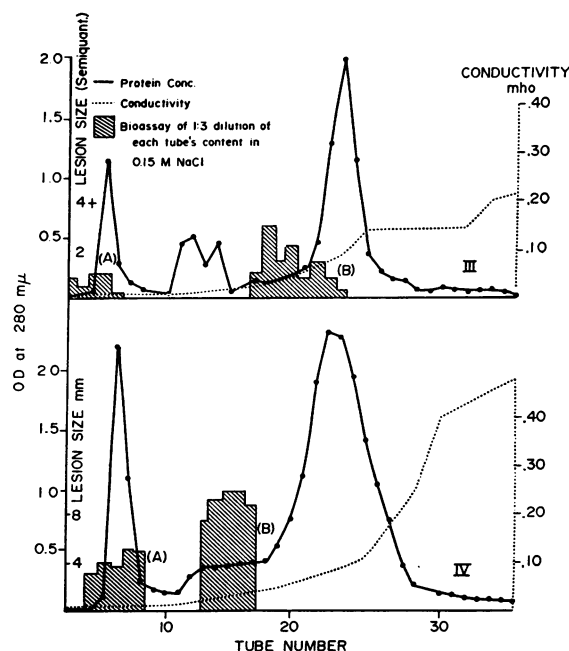 2.0
1.5
1.0
0.5
4+
2
LESION SIZE (Semiquant.)
Protein Conc.
Conductivity
Bioassay of 1:3 dilution of
each tube's content in
0.15 M NaCl
CONDUCTIVITY
mho
.40
.30
.20
.10
(A)
(B)
III
OD at 280 mµ
2.0
1.5
1.0
0.5
8
4
LESION SIZE mm
(A)
(B)
.40
.30
.20
.10
IV
10
20
30
TUBE NUMBER